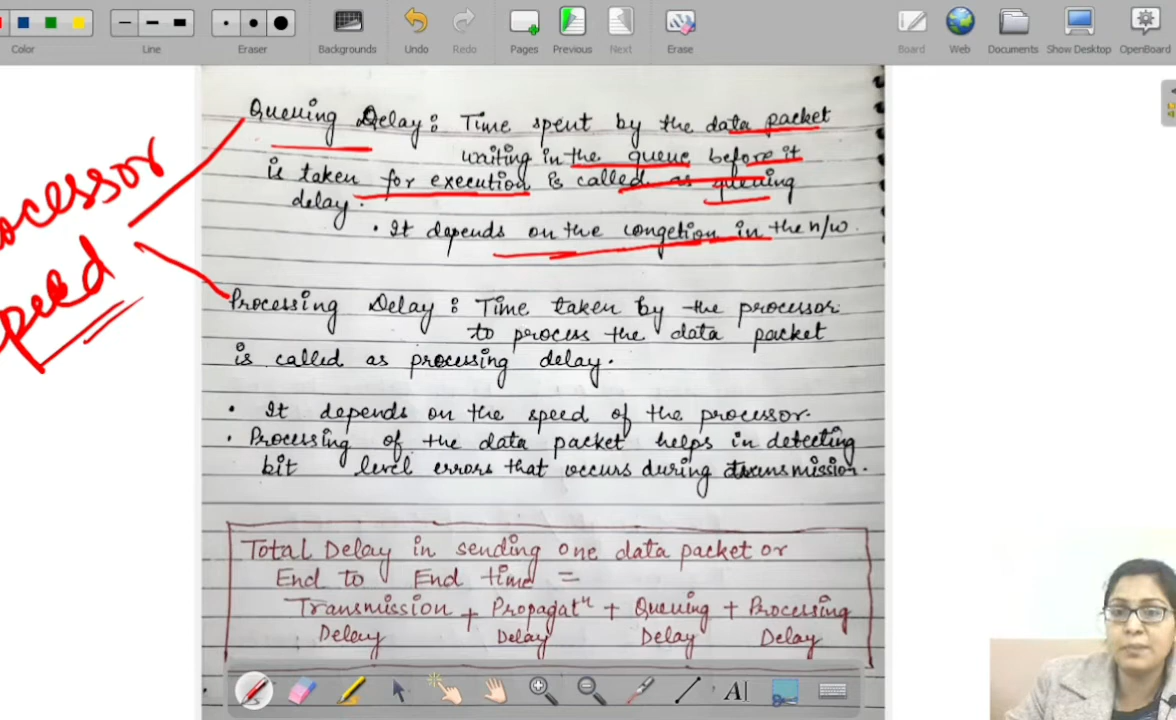 Color
Line
Eraser
Backgrounds
Undo
Redo
Pages
Previous
Next
Erase
Board
Web
Documents
Show Desktop
OpenBoard
ocessor
peed
Queuing Delay: Time spent by the data packet
waiting in the queue before it
is taken for execution is called as queuing
delay.
• It depends on the congetion in the n/w.
Processing Delay: Time taken by the processor
to process the data packet
is called as processing delay.
• It depends on the speed of the processor.
• Processing of the data packet helps in detecting
bit level errors that occurs during transmission.
Total Delay in sending one data packet or
End to End time =
Transmission + Propagatⁿ + Queuing + Processing
Delay Delay Delay Delay
AI